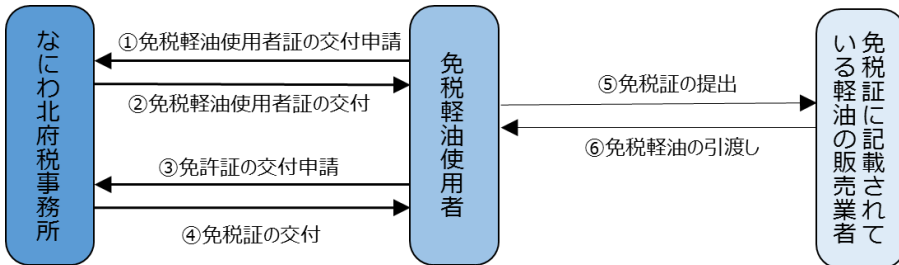 なにわ北府税事務所
①免税軽油使用者証の交付申請
②免税軽油使用者証の交付
③免許証の交付申請
④免税証の交付
免税軽油使用者
⑤免税証の提出
⑥免税軽油の引渡し
免税証に記載されて
いる軽油の販売業者